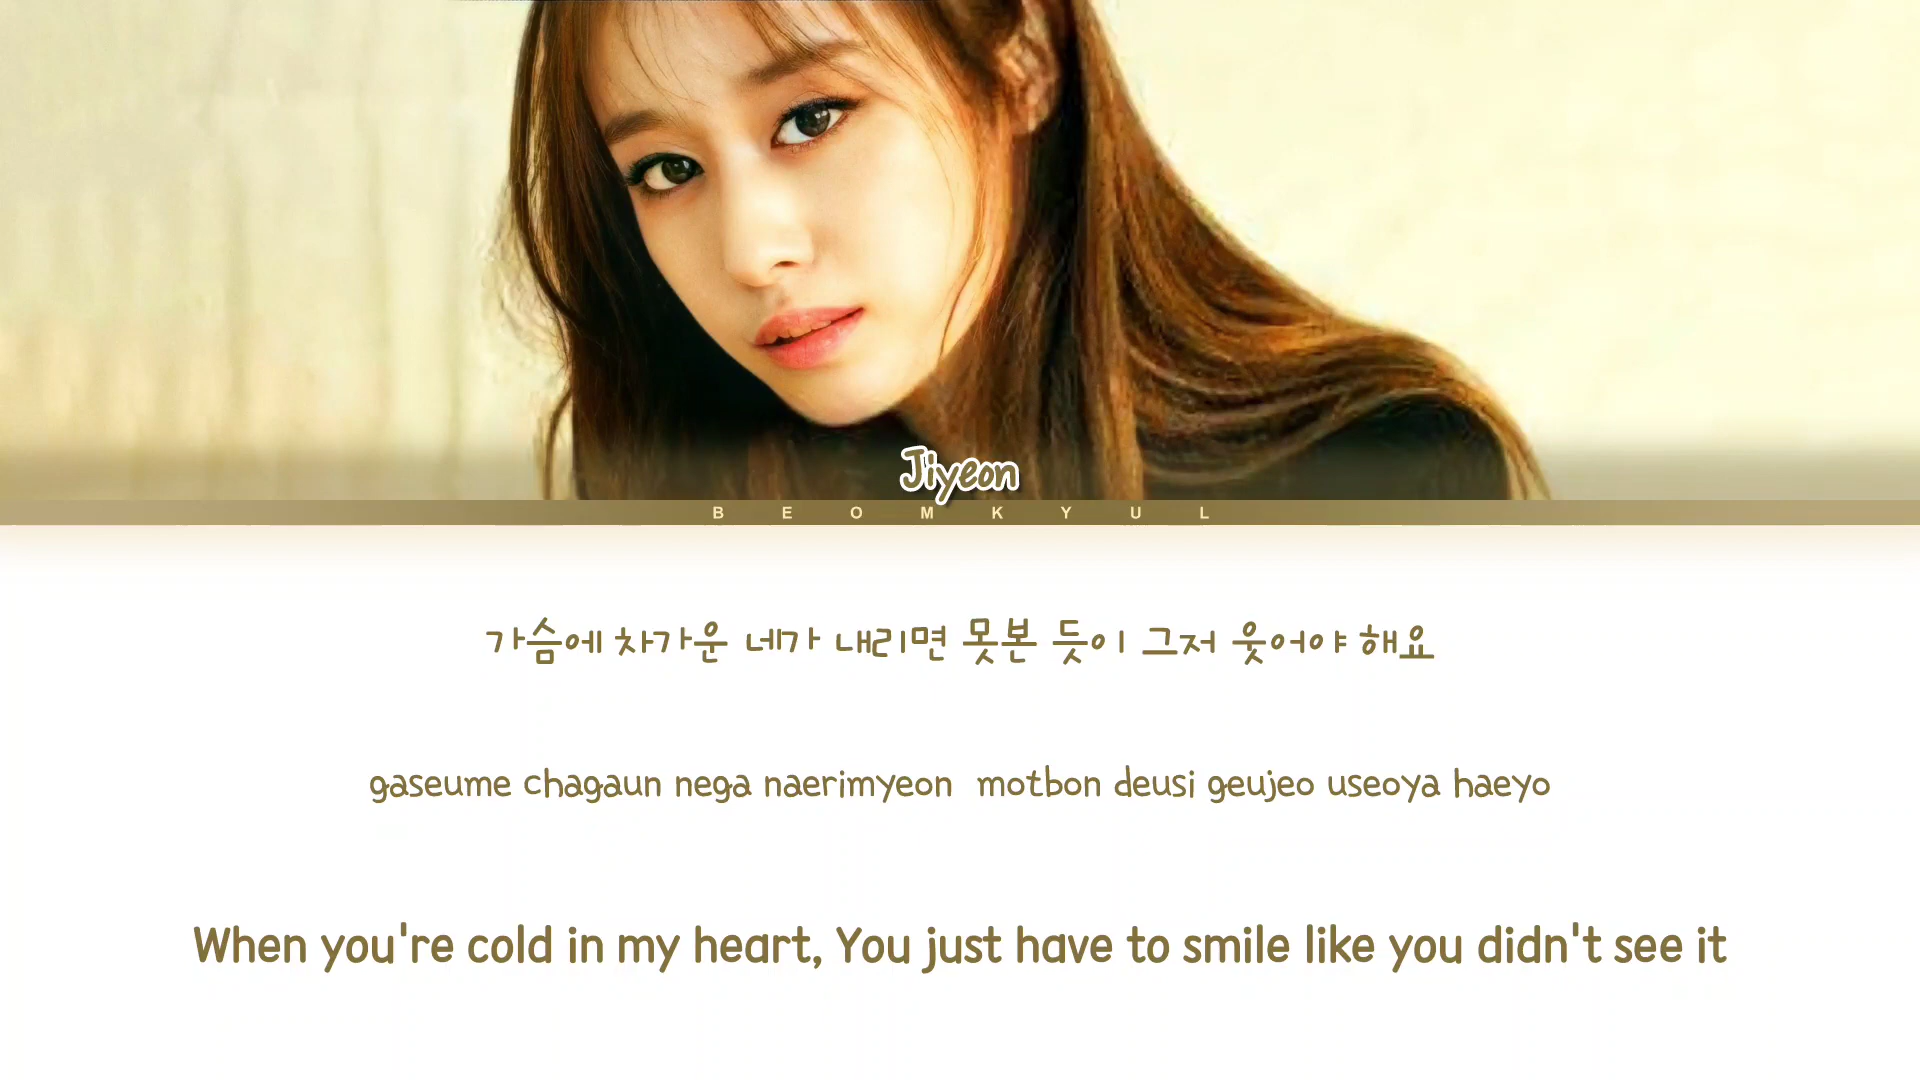 Jiyeon
BEOMKYUL
가슴에 차가운 네가 내리면 못본 듯이 그저 웃어야 해요
gaseume chagaun nega naerimyeon motbon deusi geujeo useoya haeyo
When you're cold in my heart, You just have to smile like you didn't see it